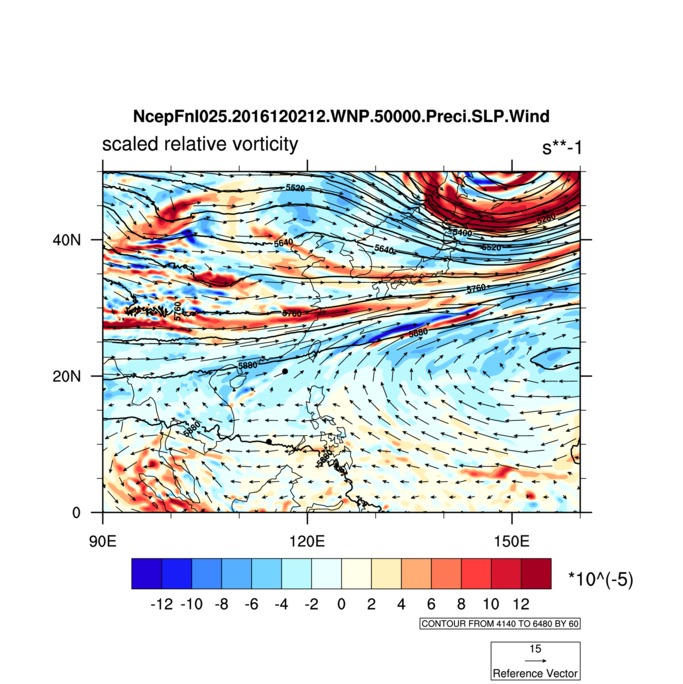 NcepFnl025.2016120212.WNP.50000.Preci.SLP.Wind
scaled relative vorticity
s**-1
5520
5640
5640
5400
5280
5520
5760
5760
5760
5880
5880
5880
40N
20N
0
90E
120E
150E
-12 -10 -8 -6 -4 -2 0 2 4 6 8 10 12
*10^(-5)
CONTOUR FROM 4140 TO 6480 BY 60
15
Reference Vector